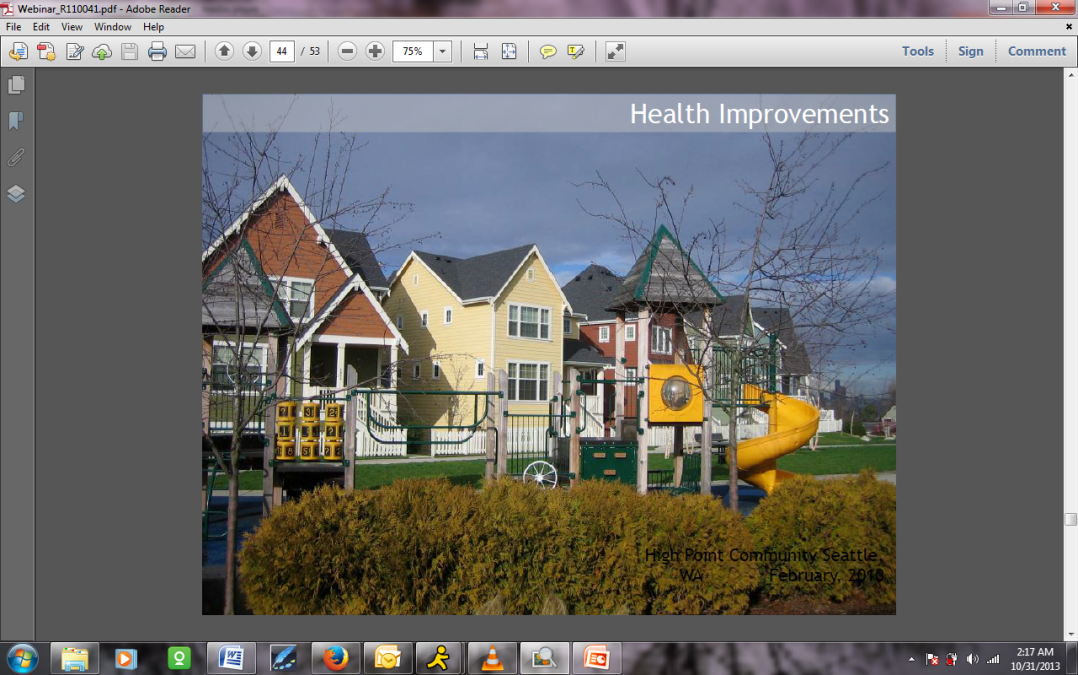 Webinar_R110041.pdf - Adobe Reader
File Edit View Window Help
44 / 53 75% Tools Sign Comment
Health Improvements
High Point Community Seattle,
WA February, 2010
2:17 AM
10/31/2013